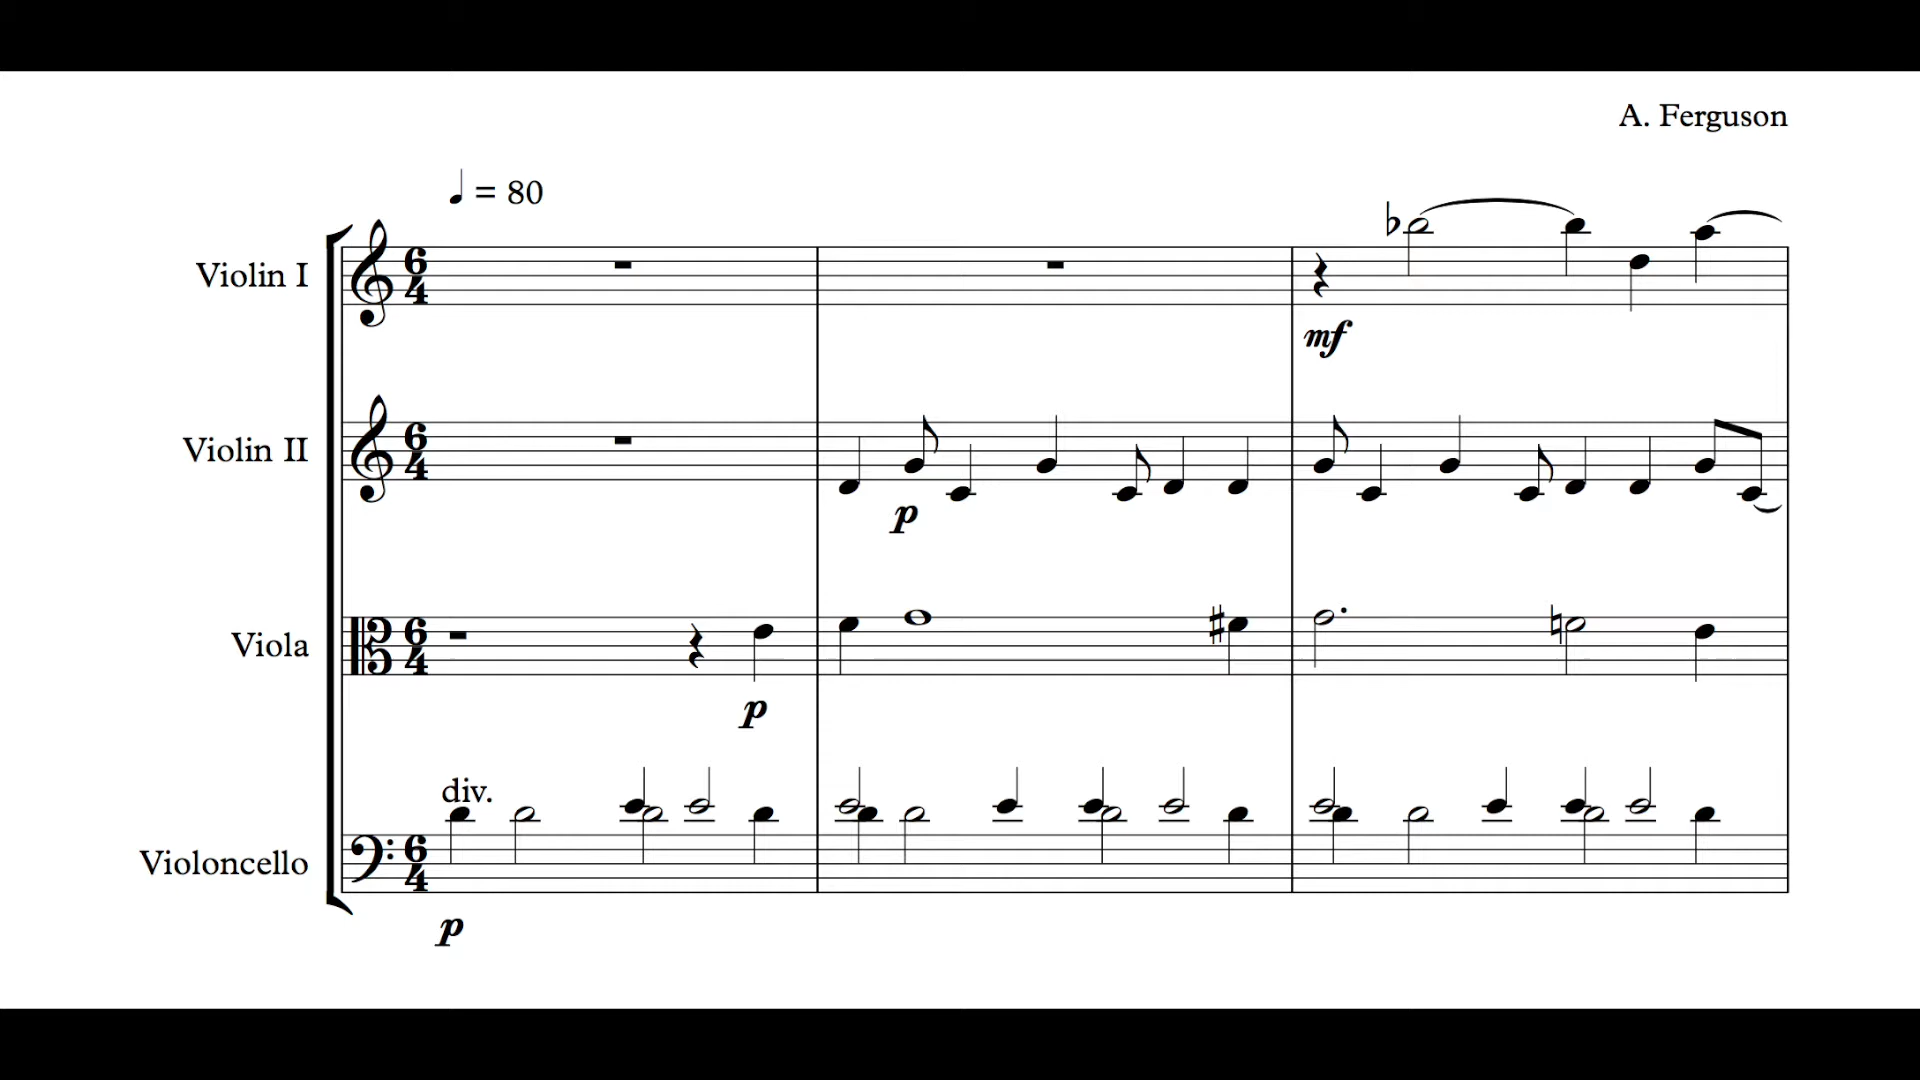 A. Ferguson
♩ = 80
Violin I
6
4
mf
Violin II
6
4
p
Viola
6
4
p
div.
Violoncello
6
4
p